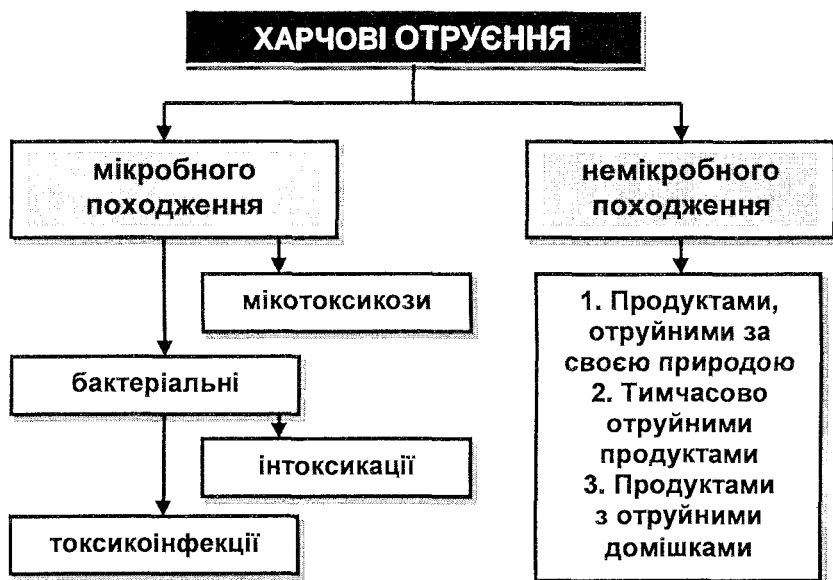 ХАРЧОВІ ОТРУЄННЯ
мікробного
походження
немікробного
походження
мікотоксикози
бактеріальні
інтоксикації
токсикоінфекції
1. Продуктами,
отруйними за
своєю природою
2. Тимчасово
отруйними
продуктами
3. Продуктами
з отруйними
домішками